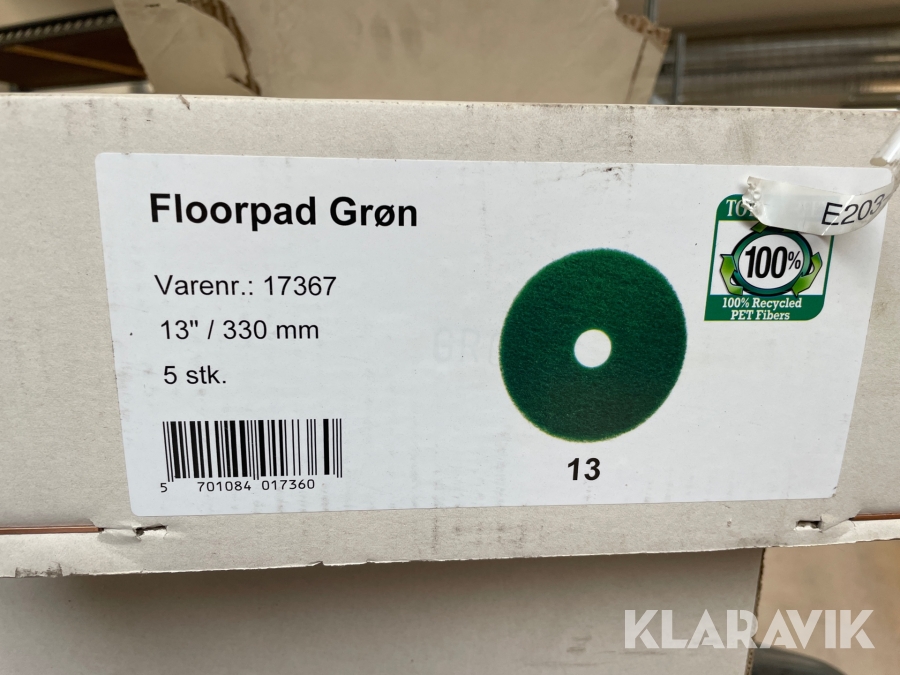 Floorpad Grøn
Varenr.: 17367
13" / 330 mm
5 stk.
5 701084 017360
13
E203
100%
100% Recycled
PET Fibers
KLARAVIK